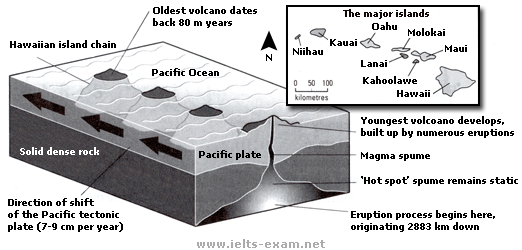 Oldest volcano dates
back 80 m years
Hawaiian island chain
Pacific Ocean
N
The major islands
Oahu
Niihau
Kauai
Molokai
Lanai
Maui
Kahoolawe
Hawaii
0 50 100
kilometres
Youngest volcano develops,
built up by numerous eruptions
Solid dense rock
Pacific plate
Magma spume
'Hot spot' spume remains static
Direction of shift
of the Pacific tectonic
plate (7-9 cm per year)
Eruption process begins here,
originating 2883 km down
www.ielts-exam.net